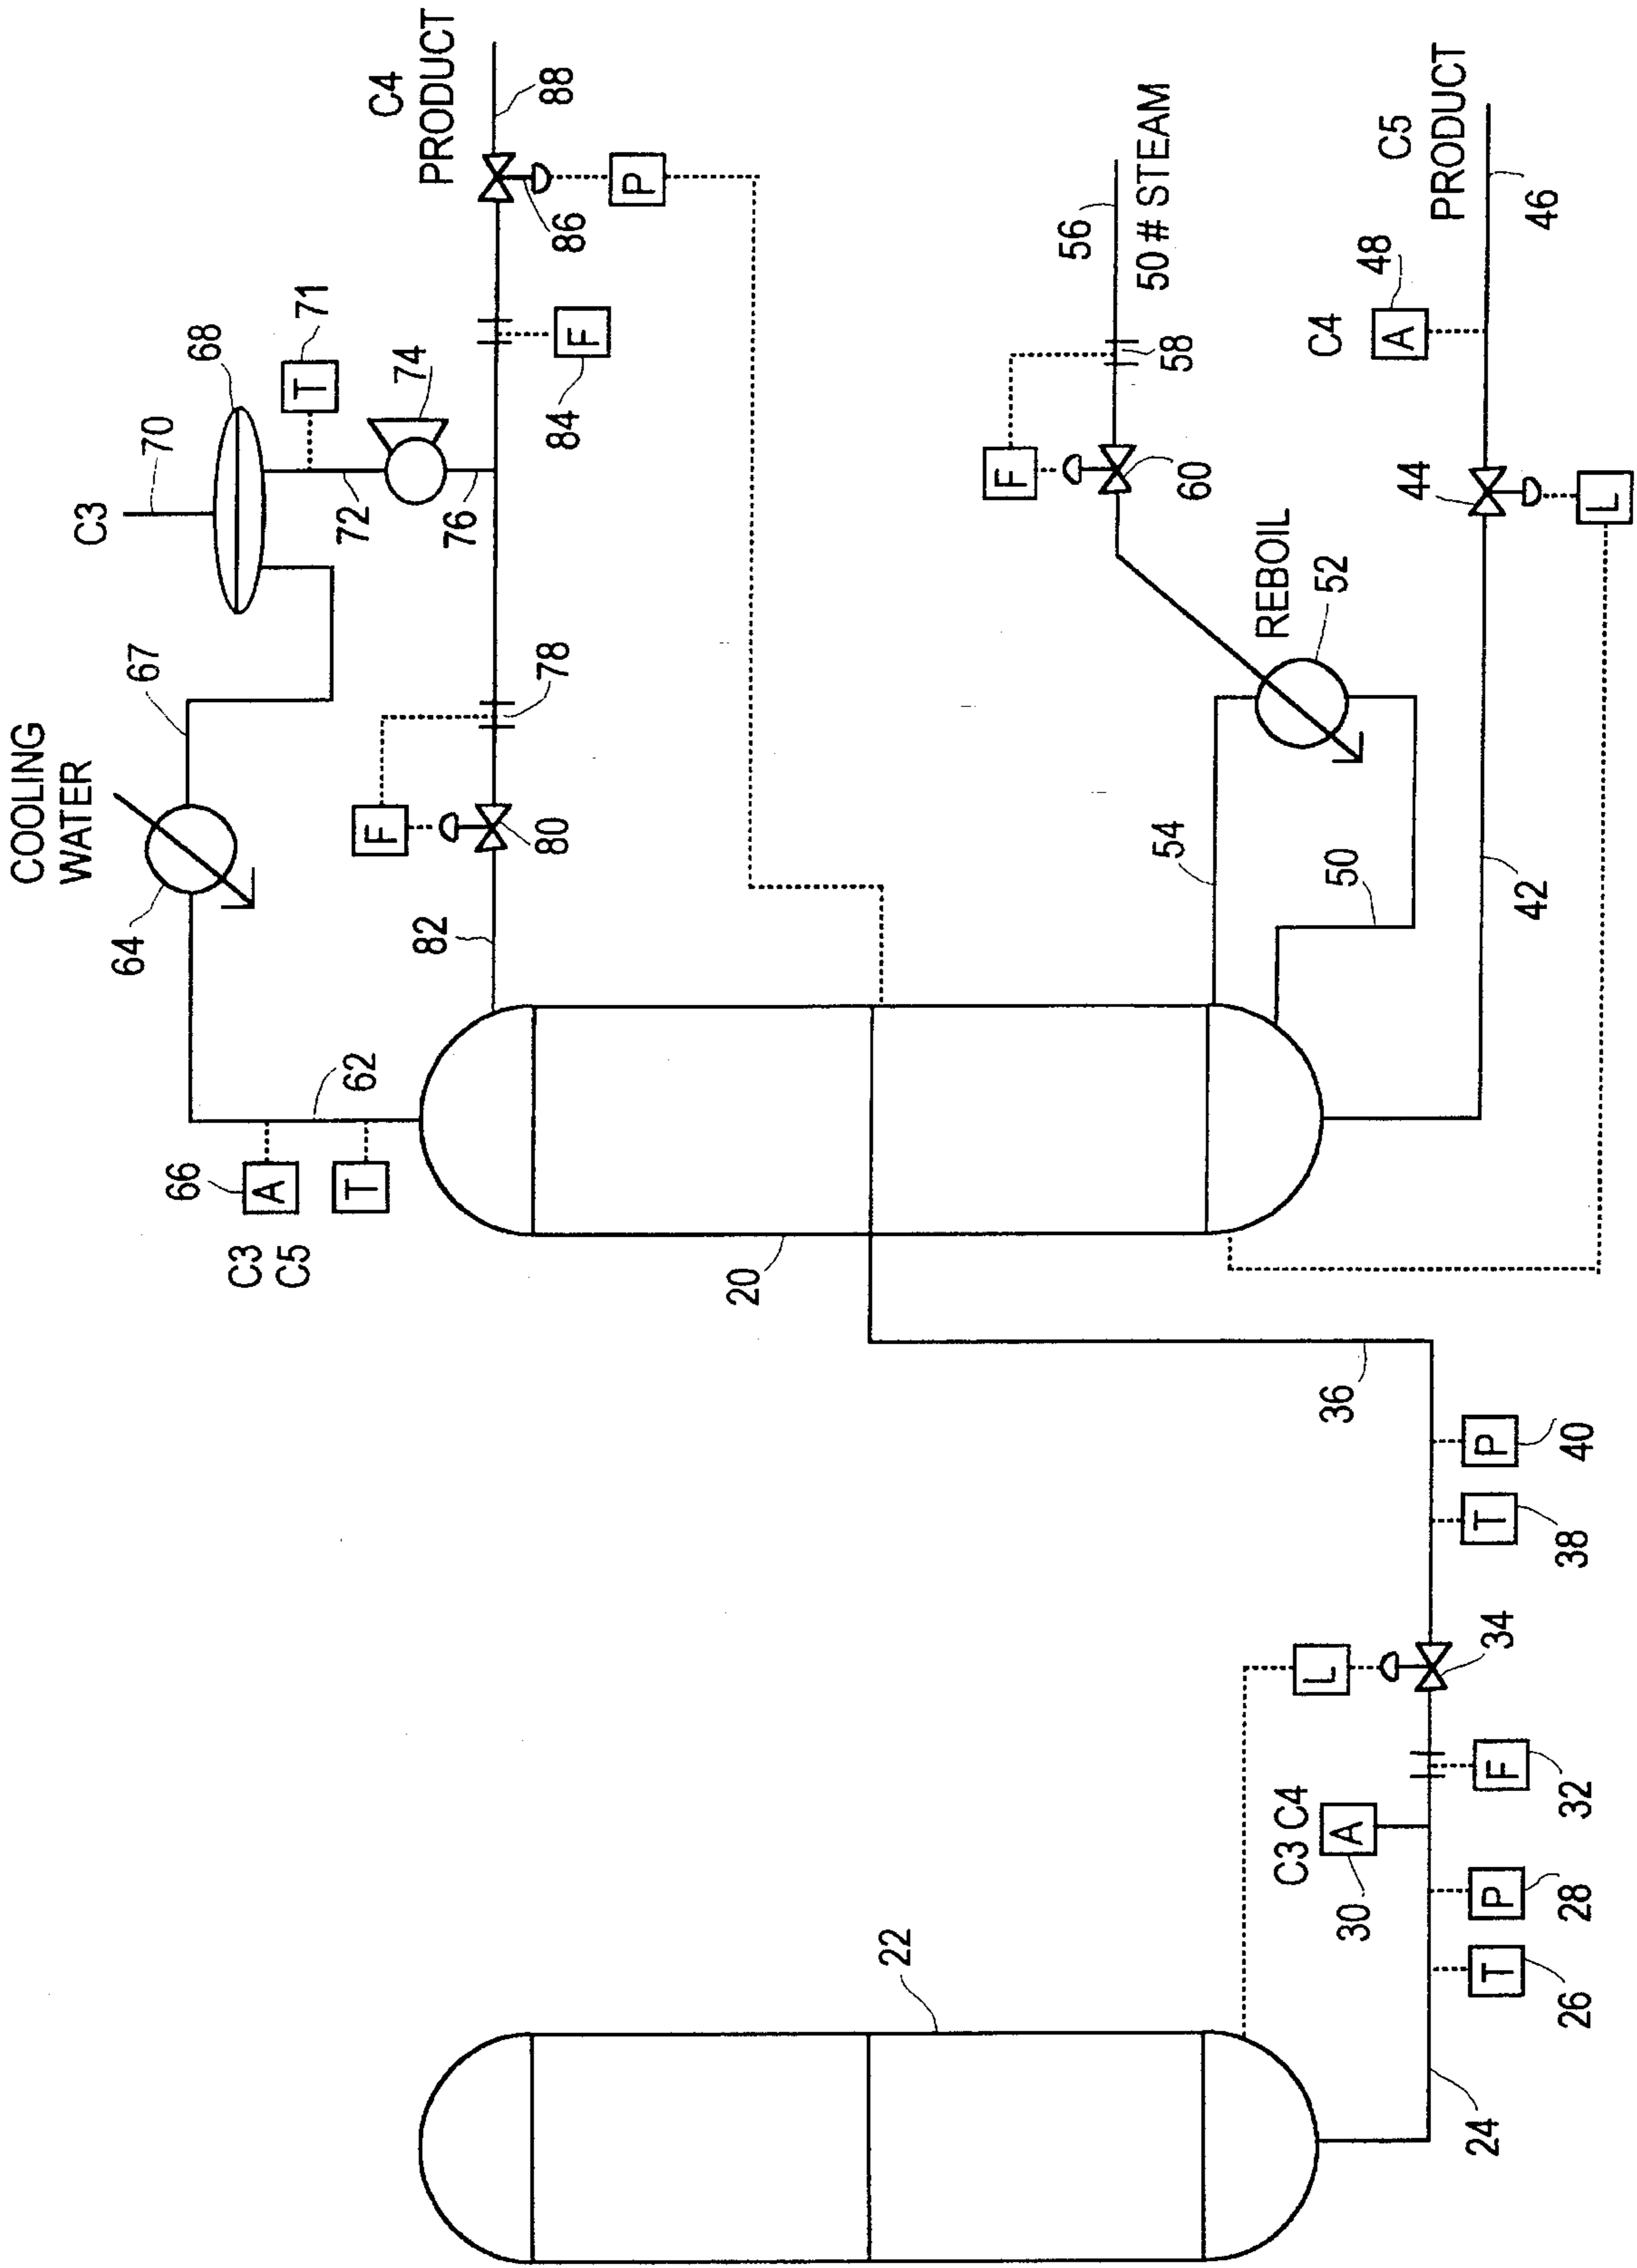 COOLING
WATER
C3
70
64
67
68
66
A
C3
C5
T
62
T
71
72
74
F
76
C4
PRODUCT
82
80
78
84
F
86
88
P
20
22
F
60
58
56
50 # STEAM
54
REBOIL
52
50
C3 C4
30
A
L
36
C4
A
48
C5
PRODUCT
44
42
46
24
26
T
28
P
F
32
34
T
38
P
40
L